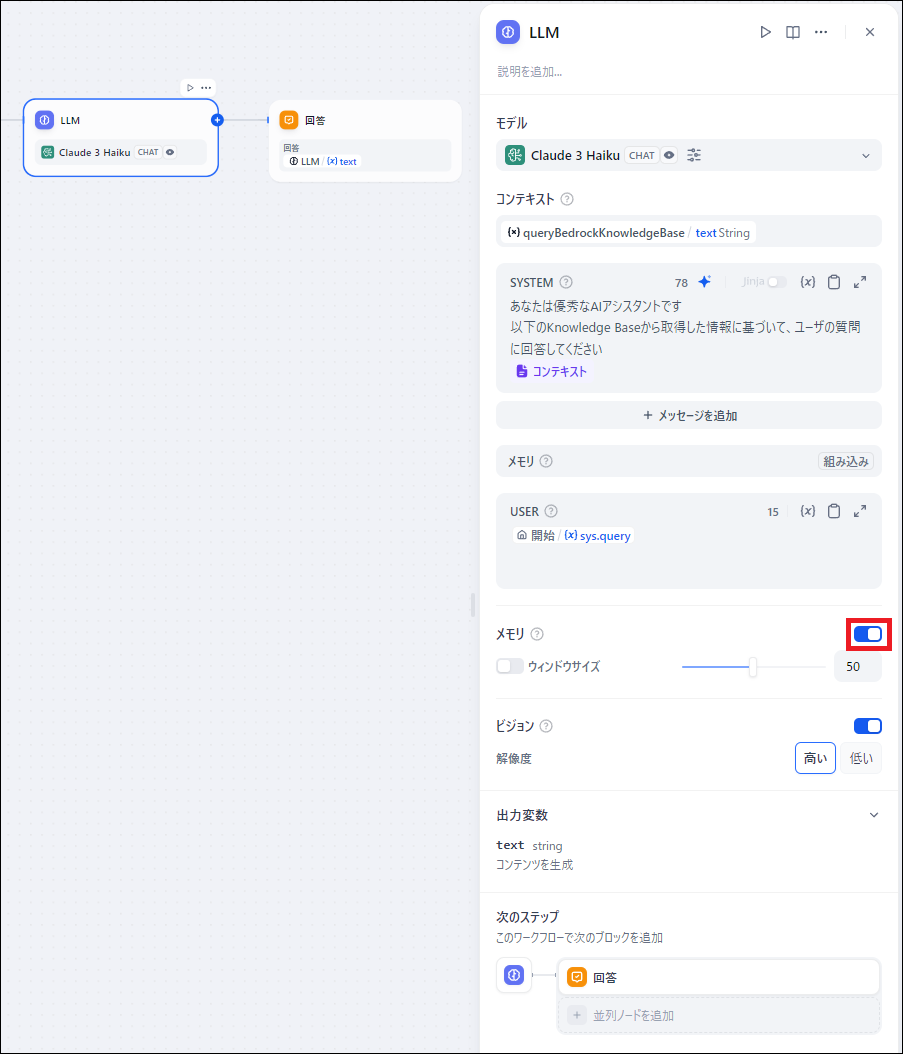 LLM
Claude 3 Haiku CHAT
回答
回答
LLM / {x} text
LLM
説明を追加...
モデル
Claude 3 Haiku CHAT
コンテキスト
{x} queryBedrockKnowledgeBase / text String
SYSTEM 78 Jinja {x}
あなたは優秀なAIアシスタントです
以下のKnowledge Baseから取得した情報に基づいて、ユーザの質問
に回答してください
コンテキスト
+ メッセージを追加
メモリ 組み込み
USER 15 {x}
開始 / {x} sys.query
メモリ
ウィンドウサイズ 50
ビジョン
解像度 高い 低い
出力変数
text string
コンテンツを生成
次のステップ
このワークフローで次のブロックを追加
回答
+ 並列ノードを追加